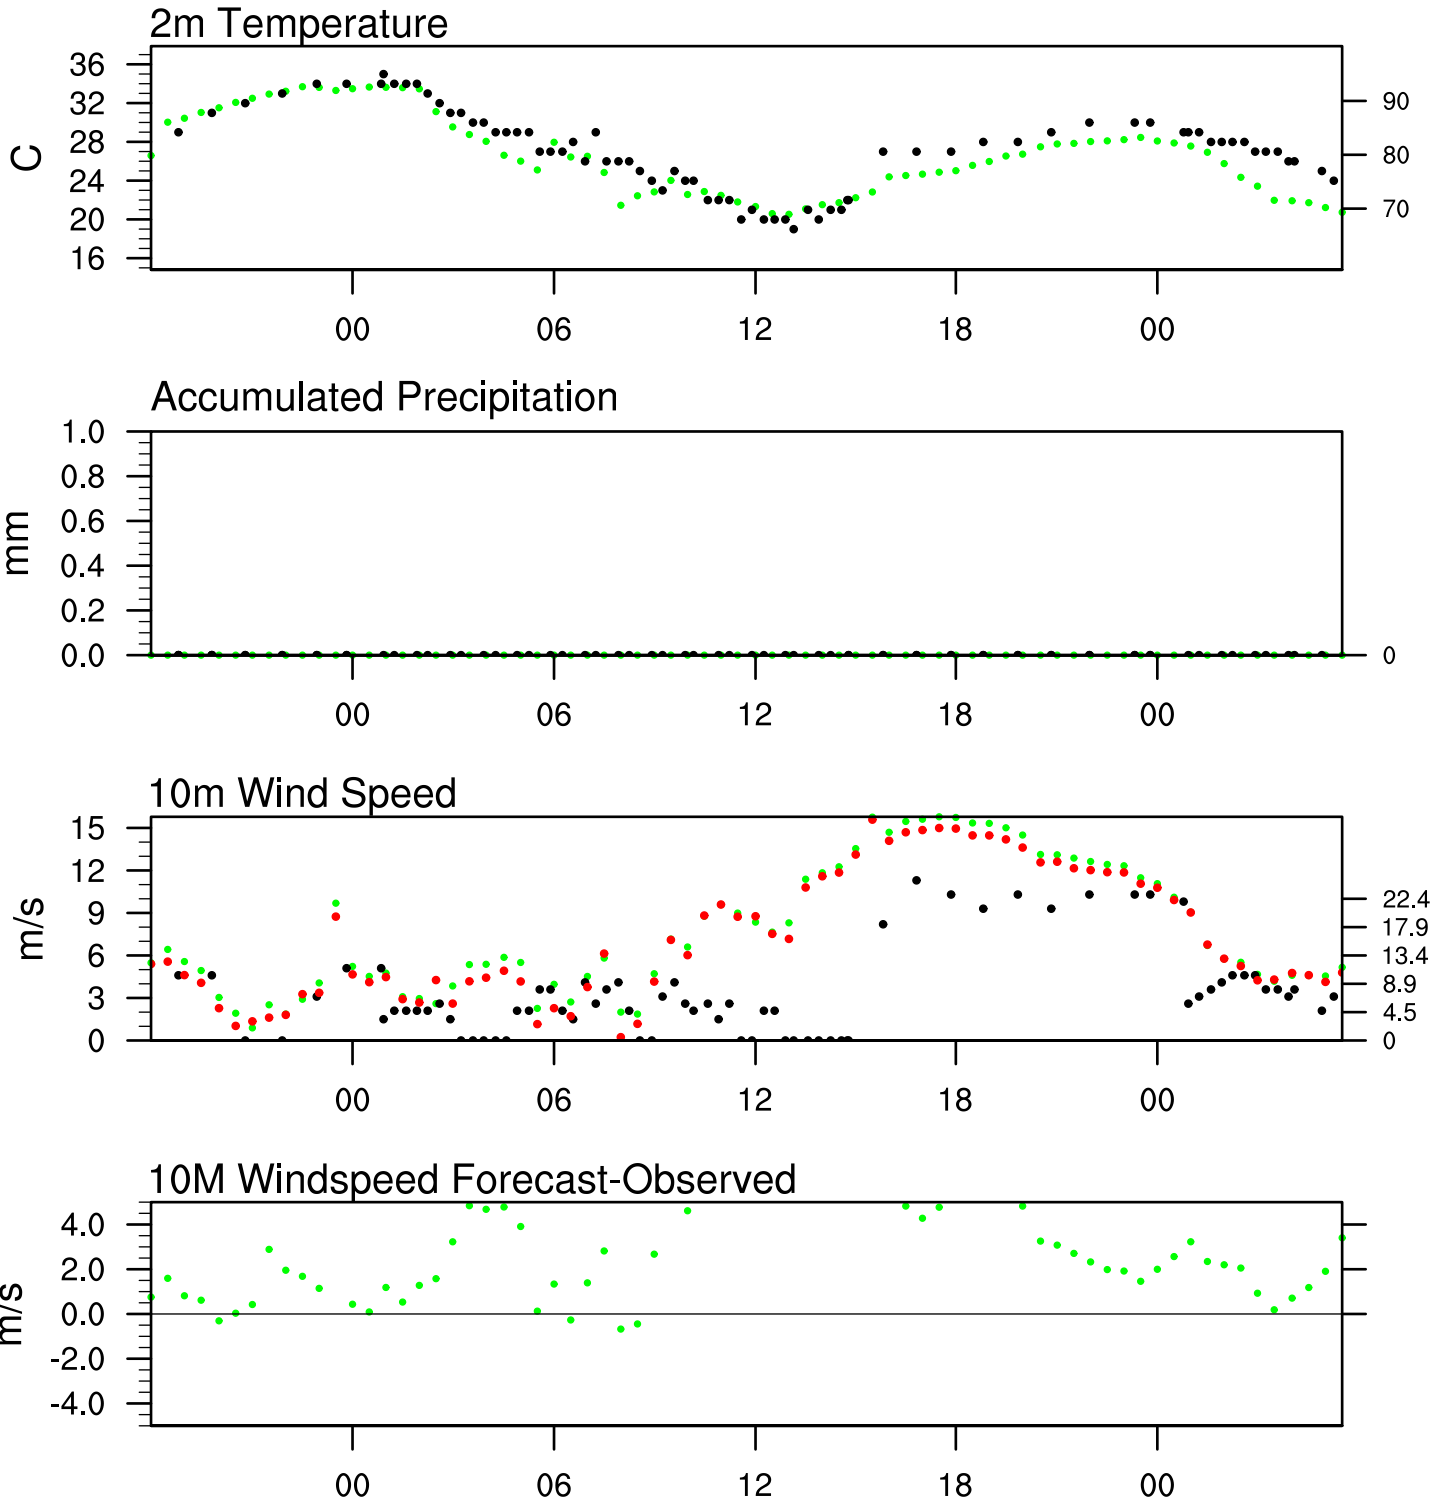 2m Temperature
36
32
28
24
20
16
C
90
80
70
00 06 12 18 00
Accumulated Precipitation
1.0
0.8
0.6
0.4
0.2
0.0
mm
0
00 06 12 18 00
10m Wind Speed
15
12
9
6
3
0
m/s
22.4
17.9
13.4
8.9
4.5
0
00 06 12 18 00
10M Windspeed Forecast-Observed
4.0
2.0
0.0
-2.0
-4.0
m/s
00 06 12 18 00